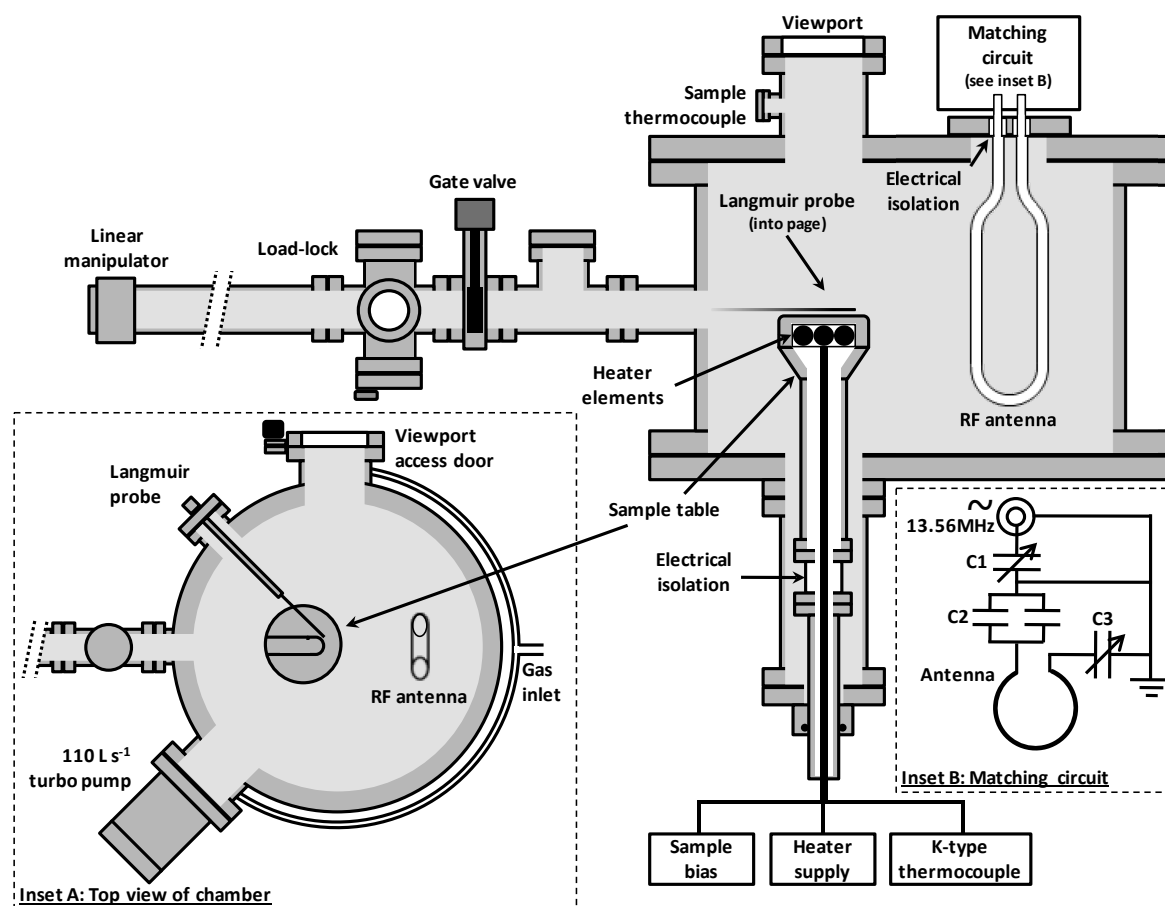 Viewport
Matching
circuit
(see inset B)
Sample
thermocouple
Gate valve
Electrical
isolation
Langmuir probe
(into page)
Linear
manipulator
Load-lock
Heater
elements
RF antenna
Viewport
access door
Langmuir
probe
Sample table
Electrical
isolation
RF antenna
Gas
inlet
110 L s⁻¹
turbo pump
Inset A: Top view of chamber
~
13.56MHz
C1
C2
C3
Antenna
Inset B: Matching circuit
Sample
bias
Heater
supply
K-type
thermocouple